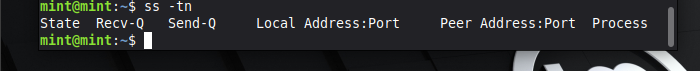 mint@mint:~$ ss -tn
State  Recv-Q   Send-Q     Local Address:Port     Peer Address:Port  Process
mint@mint:~$